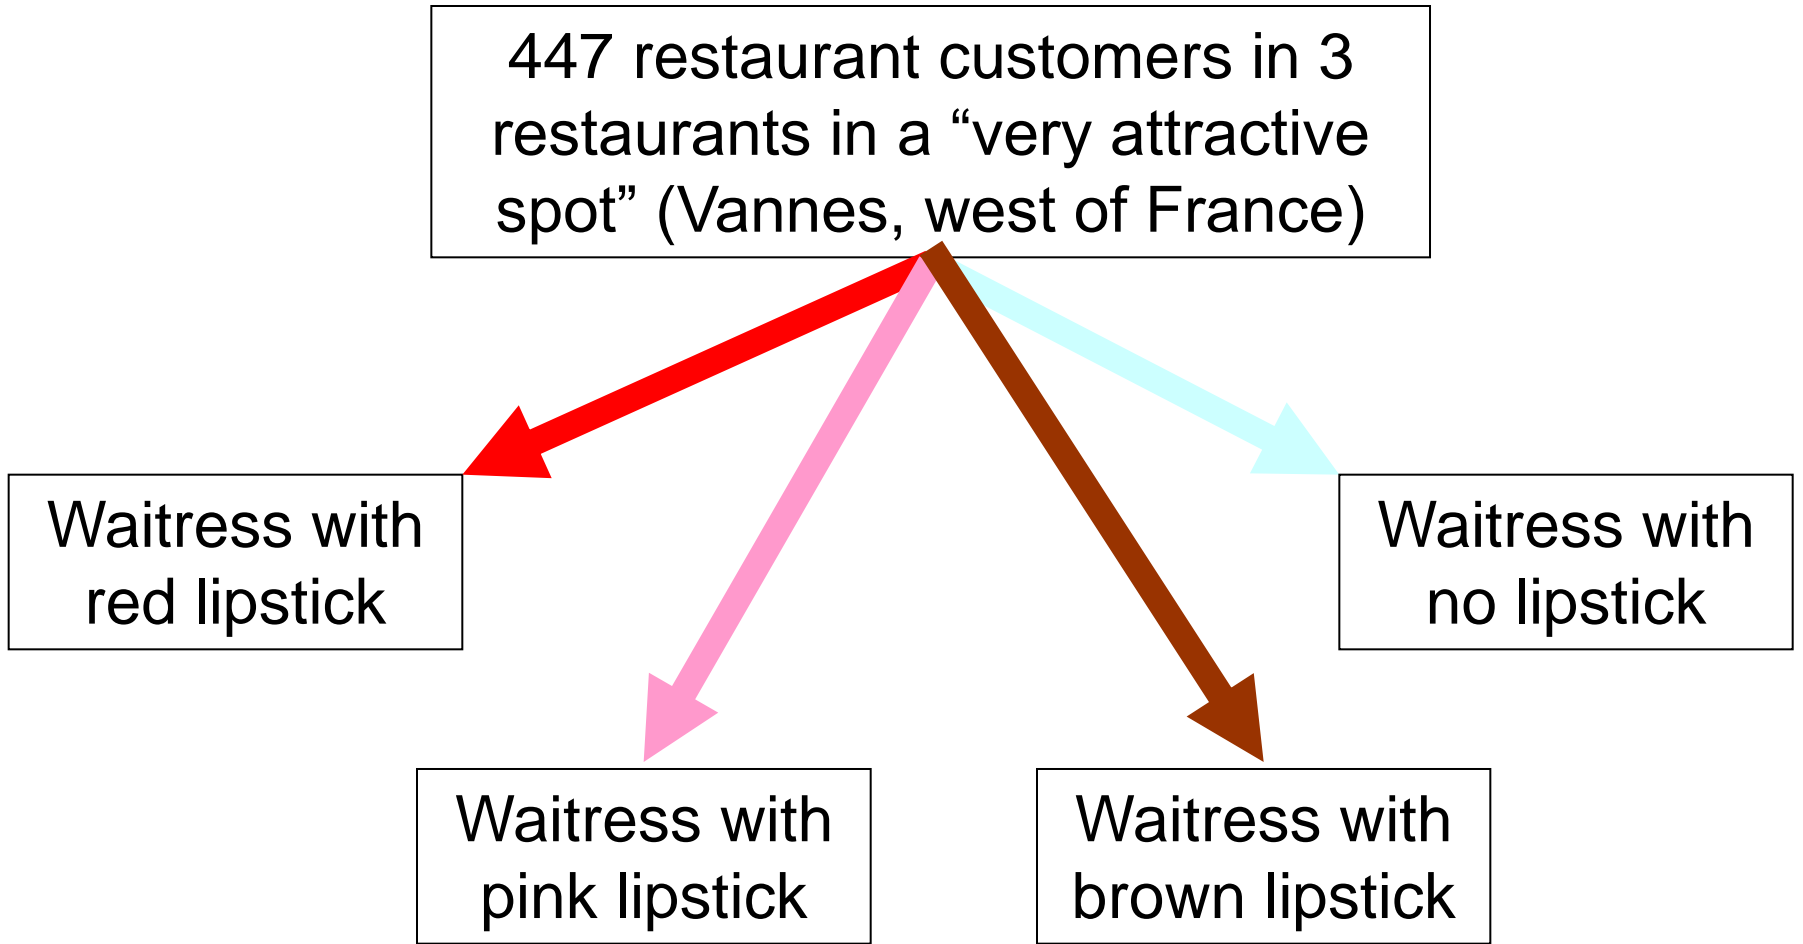 447 restaurant customers in 3
restaurants in a “very attractive
spot” (Vannes, west of France)
Waitress with
red lipstick
Waitress with
no lipstick
Waitress with
pink lipstick
Waitress with
brown lipstick